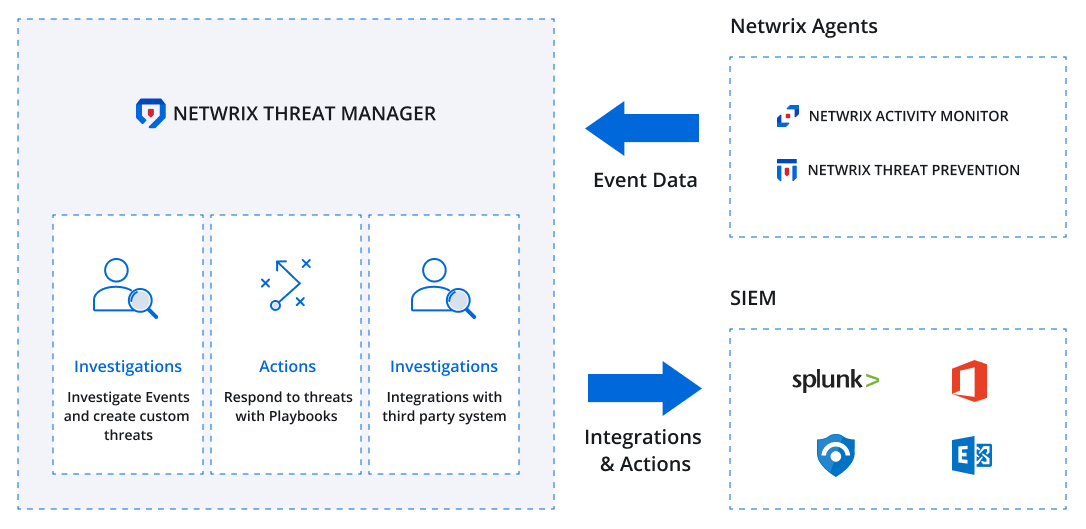 NETWRIX THREAT MANAGER
Investigations
Investigate Events
and create custom
threats
Actions
Respond to threats
with Playbooks
Investigations
Integrations with
third party system
Event Data
Integrations
& Actions
Netwrix Agents
NETWRIX ACTIVITY MONITOR
NETWRIX THREAT PREVENTION
SIEM
splunk>
E